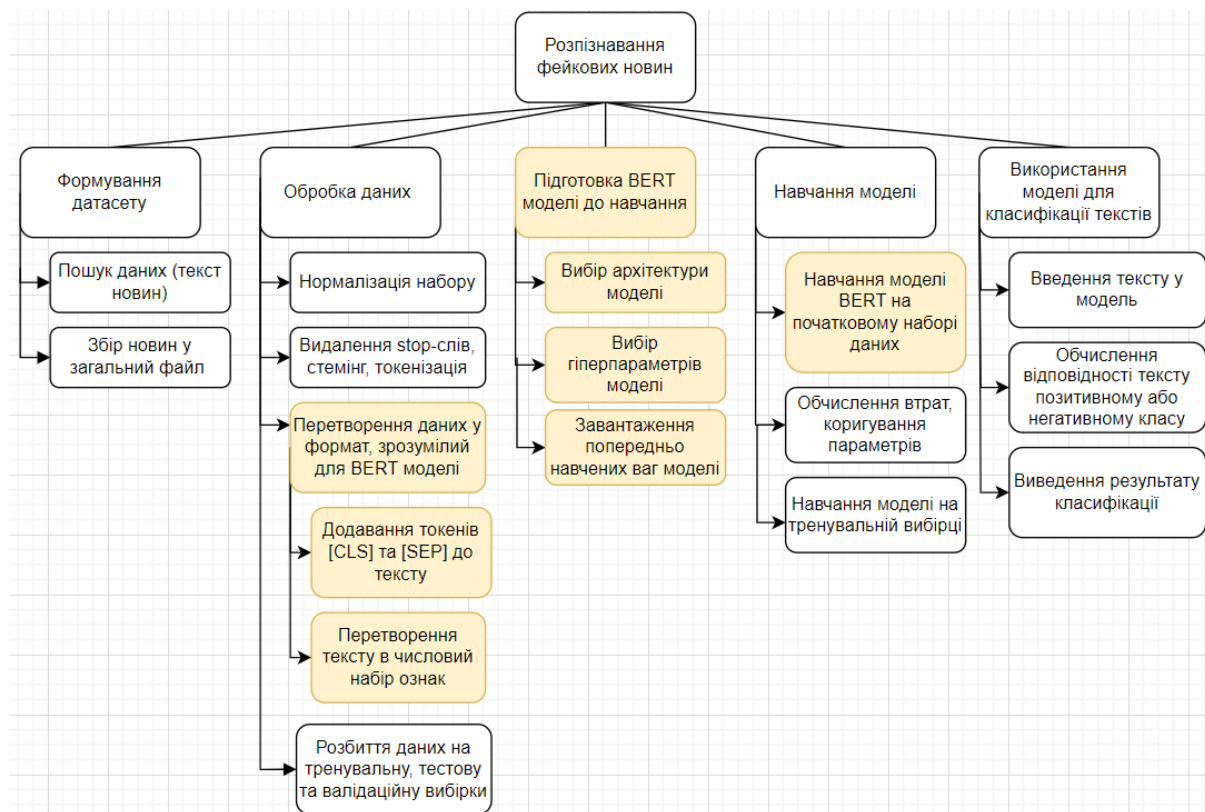 Розпізнавання
фейкових новин
Формування
датасету
Пошук даних (текст
новин)
Збір новин у
загальний файл
Обробка даних
Нормалізація набору
Видалення stop-слів,
стемінг, токенізація
Перетворення даних у
формат, зрозумілий
для BERT моделі
Додавання токенів
[CLS] та [SEP] до
тексту
Перетворення
тексту в числовий
набір ознак
Розбиття даних на
тренувальну, тестову
та валідаційну вибірки
Підготовка BERT
моделі до навчання
Вибір архітектури
моделі
Вибір
гіперпараметрів
моделі
Завантаження
попередньо
навчених ваг моделі
Навчання моделі
Навчання моделі
BERT на
початковому наборі
даних
Обчислення втрат,
коригування
параметрів
Навчання моделі на
тренувальній вибірці
Використання
моделі для
класифікації текстів
Введення тексту у
модель
Обчислення
відповідності тексту
позитивному або
негативному класу
Виведення результату
класифікації